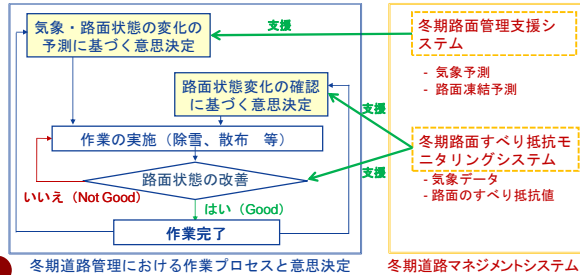 気象・路面状態の変化の
予測に基づく意思決定
支援
冬期路面管理支援シ
ステム
- 気象予測
- 路面凍結予測
路面状態変化の確認
に基づく意思決定
支援
作業の実施（除雪、散布　等）
冬期路面すべり抵抗モ
ニタリングシステム
支援
- 気象データ
- 路面のすべり抵抗値
路面状態の改善
いいえ（Not Good）
はい（Good）
作業完了
冬期道路管理における作業プロセスと意思決定
冬期道路マネジメントシステム